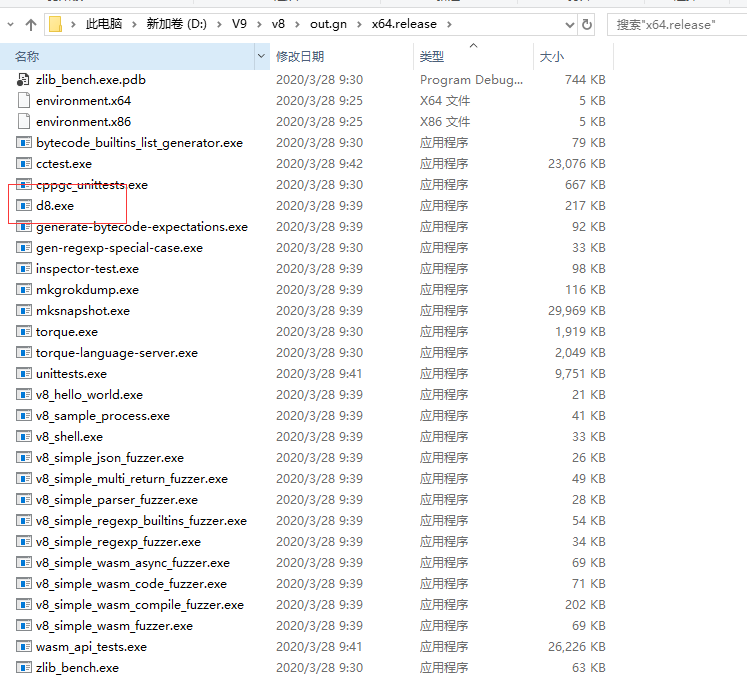 此电脑 > 新加卷 (D:) > V9 > v8 > out.gn > x64.release >
搜索"x64.release"
名称 修改日期 类型 大小
zlib_bench.exe.pdb 2020/3/28 9:30 Program Debug... 744 KB
environment.x64 2020/3/28 9:25 X64 文件 5 KB
environment.x86 2020/3/28 9:25 X86 文件 5 KB
bytecode_builtins_list_generator.exe 2020/3/28 9:30 应用程序 79 KB
cctest.exe 2020/3/28 9:42 应用程序 23,076 KB
cppgc_unittests.exe 2020/3/28 9:30 应用程序 667 KB
d8.exe 2020/3/28 9:39 应用程序 217 KB
generate-bytecode-expectations.exe 2020/3/28 9:39 应用程序 92 KB
gen-regexp-special-case.exe 2020/3/28 9:30 应用程序 33 KB
inspector-test.exe 2020/3/28 9:39 应用程序 98 KB
mkgrokdump.exe 2020/3/28 9:39 应用程序 116 KB
mksnapshot.exe 2020/3/28 9:39 应用程序 29,969 KB
torque.exe 2020/3/28 9:30 应用程序 1,919 KB
torque-language-server.exe 2020/3/28 9:30 应用程序 2,049 KB
unittests.exe 2020/3/28 9:41 应用程序 9,751 KB
v8_hello_world.exe 2020/3/28 9:39 应用程序 21 KB
v8_sample_process.exe 2020/3/28 9:39 应用程序 41 KB
v8_shell.exe 2020/3/28 9:39 应用程序 33 KB
v8_simple_json_fuzzer.exe 2020/3/28 9:39 应用程序 26 KB
v8_simple_multi_return_fuzzer.exe 2020/3/28 9:39 应用程序 49 KB
v8_simple_parser_fuzzer.exe 2020/3/28 9:39 应用程序 28 KB
v8_simple_regexp_builtins_fuzzer.exe 2020/3/28 9:39 应用程序 54 KB
v8_simple_regexp_fuzzer.exe 2020/3/28 9:39 应用程序 34 KB
v8_simple_wasm_async_fuzzer.exe 2020/3/28 9:39 应用程序 69 KB
v8_simple_wasm_code_fuzzer.exe 2020/3/28 9:39 应用程序 71 KB
v8_simple_wasm_compile_fuzzer.exe 2020/3/28 9:39 应用程序 202 KB
v8_simple_wasm_fuzzer.exe 2020/3/28 9:39 应用程序 69 KB
wasm_api_tests.exe 2020/3/28 9:41 应用程序 26,226 KB
zlib_bench.exe 2020/3/28 9:30 应用程序 63 KB